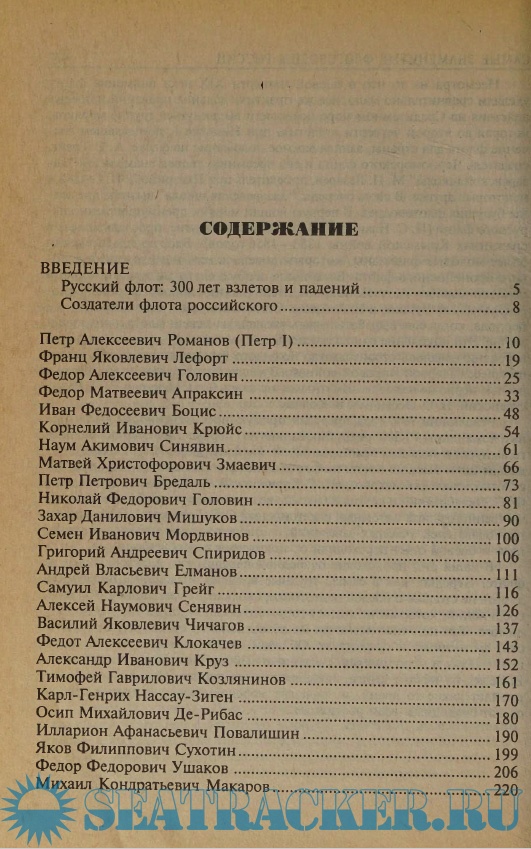 СОДЕРЖАНИЕ
ВВЕДЕНИЕ
Русский флот: 300 лет взлетов и падений 5
Создатели флота российского 8
Петр Алексеевич Романов (Петр I) 10
Франц Яковлевич Лефорт 19
Федор Алексеевич Головин 25
Федор Матвеевич Апраксин 33
Иван Федосеевич Боцис 48
Корнелий Иванович Крюйс 54
Наум Акимович Синявин 61
Матвей Христофорович Змаевич 66
Петр Петрович Бредаль 73
Николай Федорович Головин 81
Захар Данилович Мишуков 90
Семен Иванович Мордвинов 100
Григорий Андреевич Спиридов 106
Андрей Власьевич Елманов 111
Самуил Карлович Грейг 116
Алексей Наумович Сенявин 126
Василий Яковлевич Чичагов 137
Федот Алексеевич Клокачев 143
Александр Иванович Круз 152
Тимофей Гаврилович Козлянинов 161
Карл-Генрих Нассау-Зиген 170
Осип Михайлович Де-Рибас 180
Илларион Афанасьевич Повалишин 190
Яков Филиппович Сухотин 199
Федор Федорович Ушаков 206
Михаил Кондратьевич Макаров 220
SEATRACKER.RU